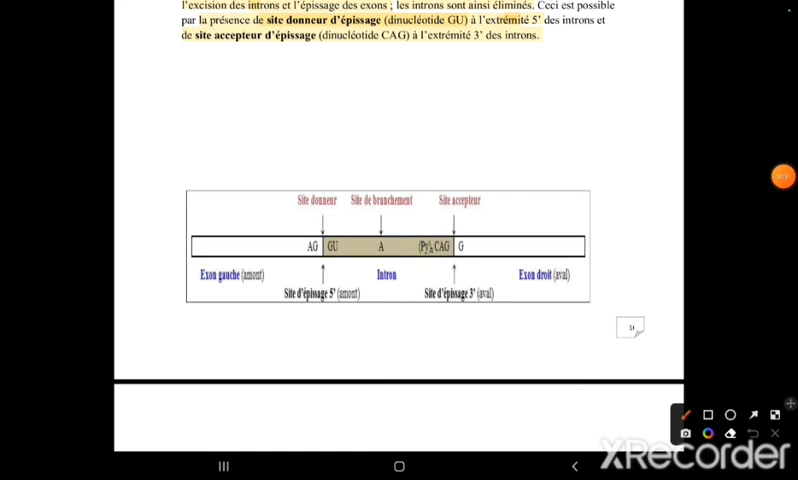 l'excision des introns et l'épissage des exons ; les introns sont ainsi éliminés. Ceci est possible
par la présence de site donneur d'épissage (dinucléotide GU) à l'extrémité 5' des introns et
de site accepteur d'épissage (dinucléotide CAG) à l'extrémité 3' des introns.
Site donneur Site de branchement Site accepteur
AG GU A (Py)n CAG G
Exon gauche (amont) Intron Exon droit (aval)
Site d'épissage 5' (amont) Site d'épissage 3' (aval)
XRecorder